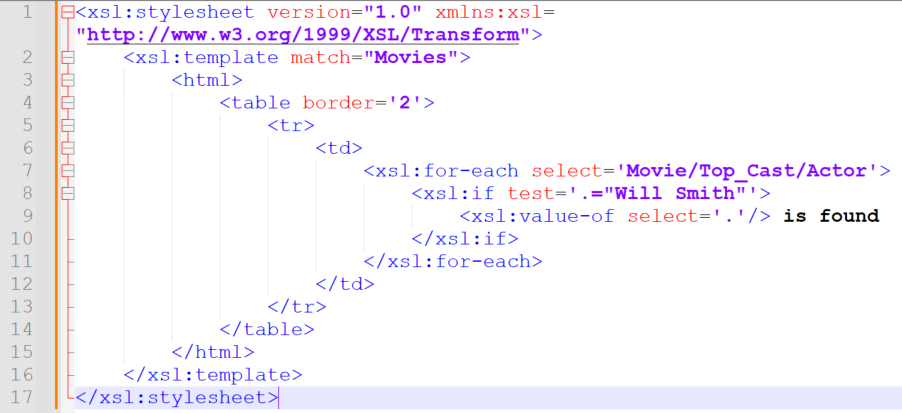 1 <xsl:stylesheet version="1.0" xmlns:xsl=
"http://www.w3.org/1999/XSL/Transform">
2 <xsl:template match="Movies">
3 <html>
4 <table border='2'>
5 <tr>
6 <td>
7 <xsl:for-each select='Movie/Top_Cast/Actor'>
8 <xsl:if test='.="Will Smith"'>
9 <xsl:value-of select='.'/> is found
10 </xsl:if>
11 </xsl:for-each>
12 </td>
13 </tr>
14 </table>
15 </html>
16 </xsl:template>
17 </xsl:stylesheet>